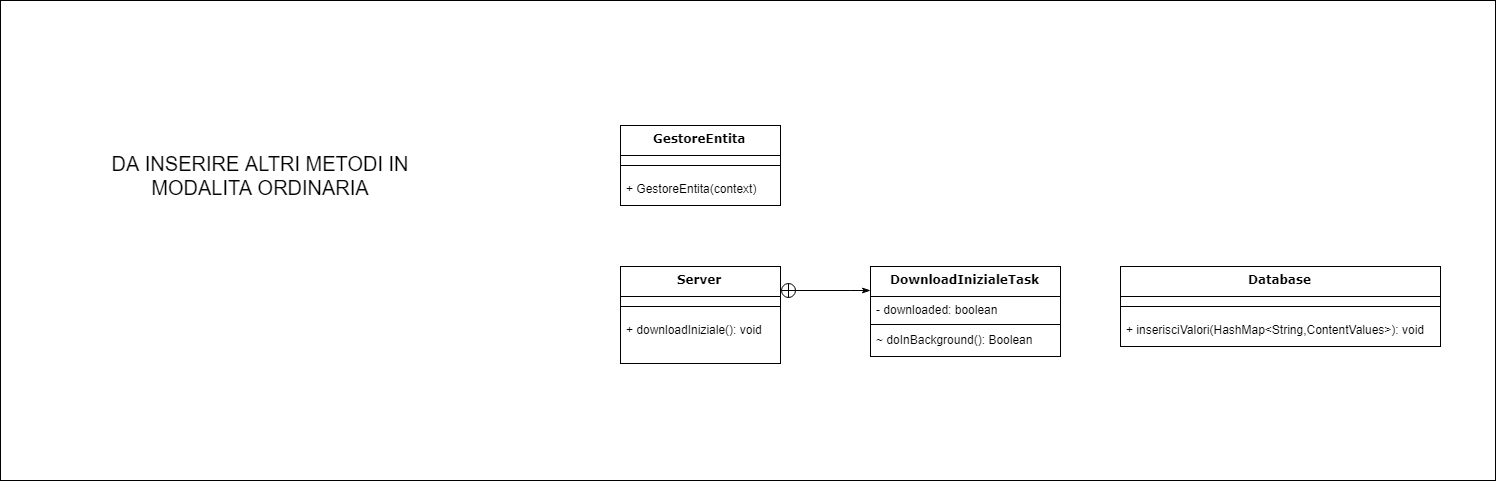 DA INSERIRE ALTRI METODI IN
MODALITA ORDINARIA
GestoreEntita
+ GestoreEntita(context)
Server
+ downloadIniziale(): void
DownloadInizialeTask
- downloaded: boolean
~ doInBackground(): Boolean
Database
+ inserisciValori(HashMap<String,ContentValues>): void